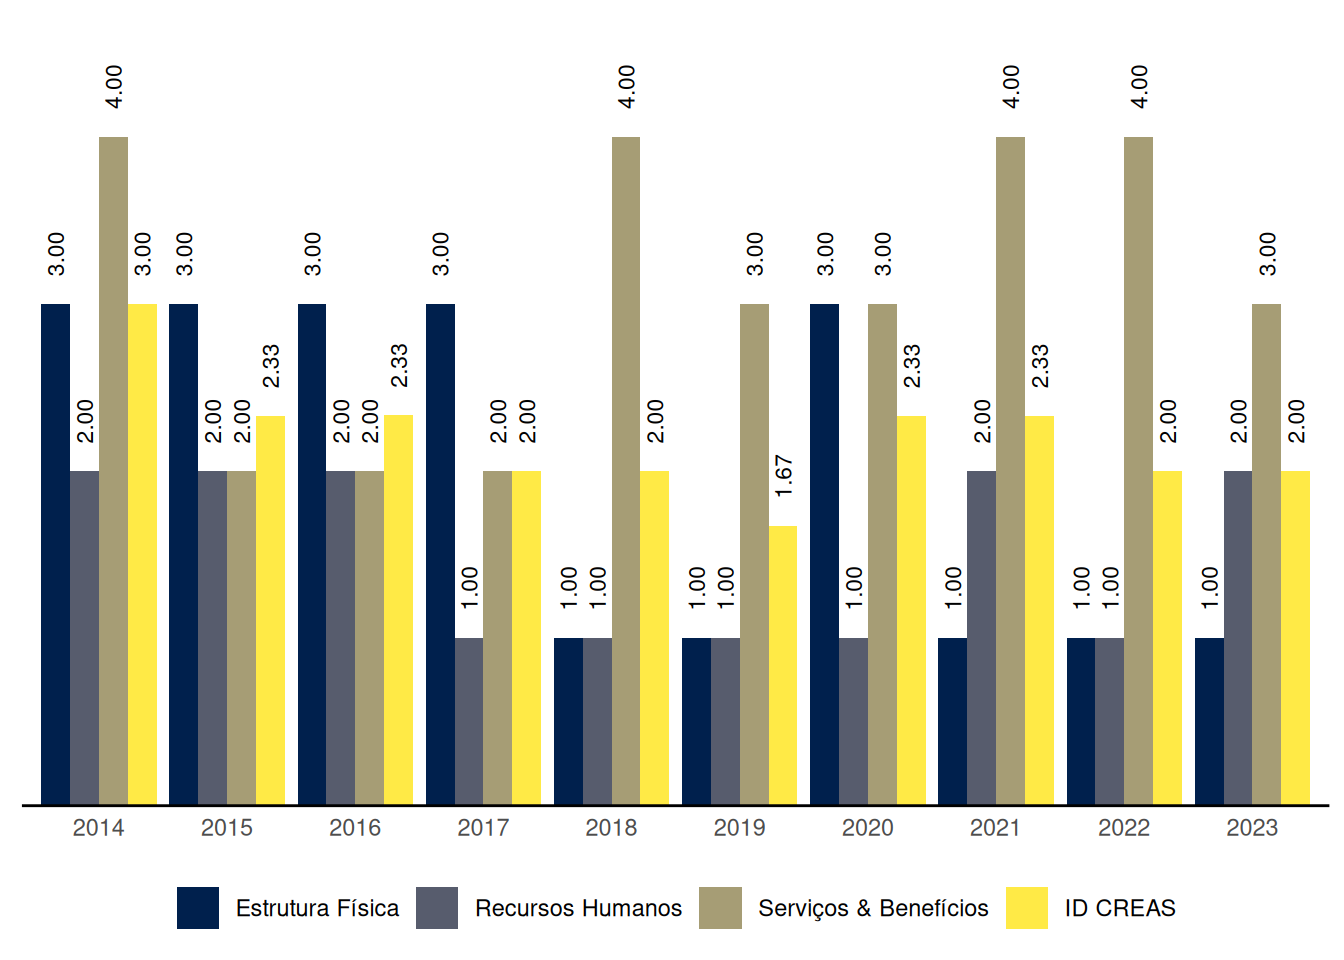 4.00 4.00 4.00 4.00
3.00 3.00 3.00 3.00 3.00 3.00 3.00 3.00 3.00
2.33 2.33 2.33 2.33
2.00 2.00 2.00 2.00 2.00 2.00 2.00 2.00 2.00 2.00 2.00 2.00
1.67
1.00 1.00 1.00 1.00 1.00 1.00 1.00 1.00 1.00 1.00
2014 2015 2016 2017 2018 2019 2020 2021 2022 2023
Estrutura Física Recursos Humanos Serviços & Benefícios ID CREAS